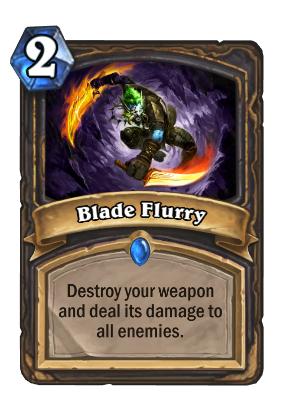 2
Blade Flurry
Destroy your weapon
and deal its damage to
all enemies.